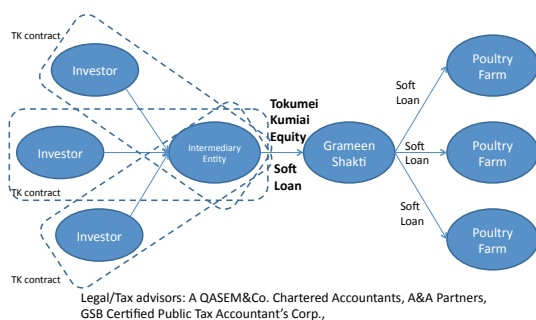 TK contract
Investor
Investor
TK contract
Investor
TK contract
Intermediary
Entity
Tokumei
Kumiai
Equity
Soft
Loan
Grameen
Shakti
Soft
Loan
Soft
Loan
Soft
Loan
Poultry
Farm
Poultry
Farm
Poultry
Farm
Legal/Tax advisors: A QASEM&Co. Chartered Accountants, A&A Partners,
GSB Certified Public Tax Accountant's Corp.,